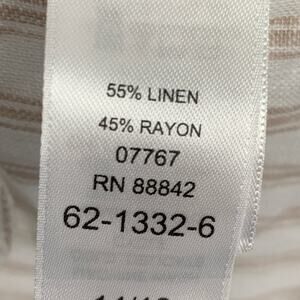 55% LINEN
45% RAYON
07767
RN 88842
62-1332-6